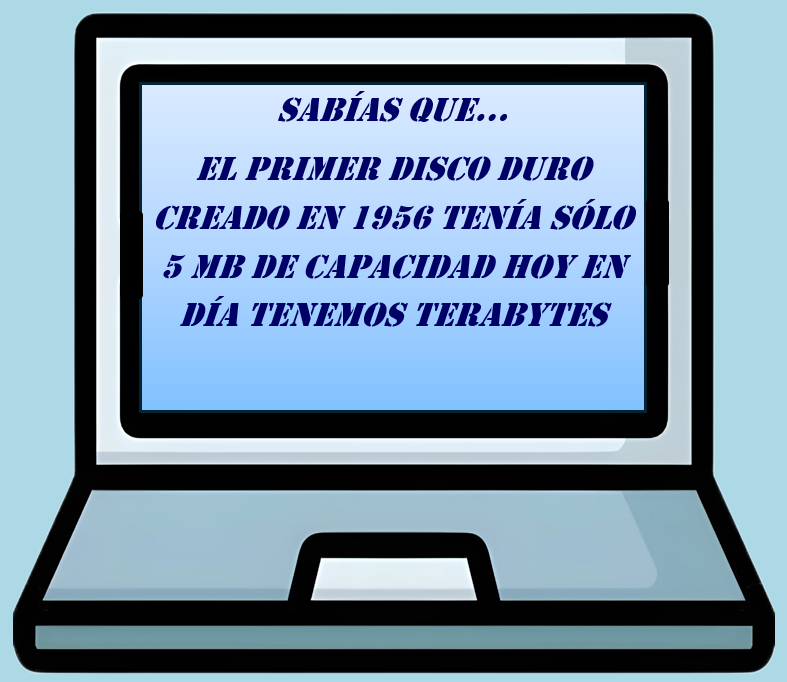 SABÍAS QUE...
EL PRIMER DISCO DURO
CREADO EN 1956 TENÍA SÓLO
5 MB DE CAPACIDAD HOY EN
DÍA TENEMOS TERABYTES